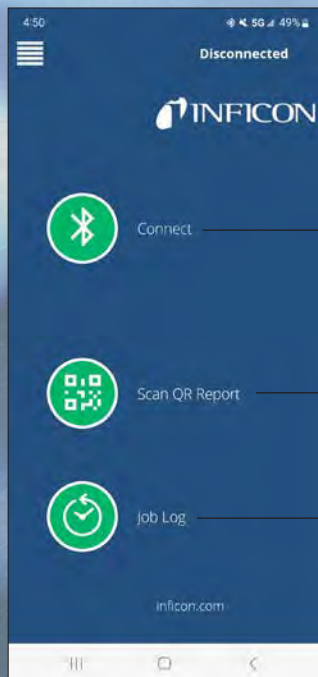 4:50 5G 49%
Disconnected
INFICON
Connect
Scan QR Report
Job Log
inficon.com